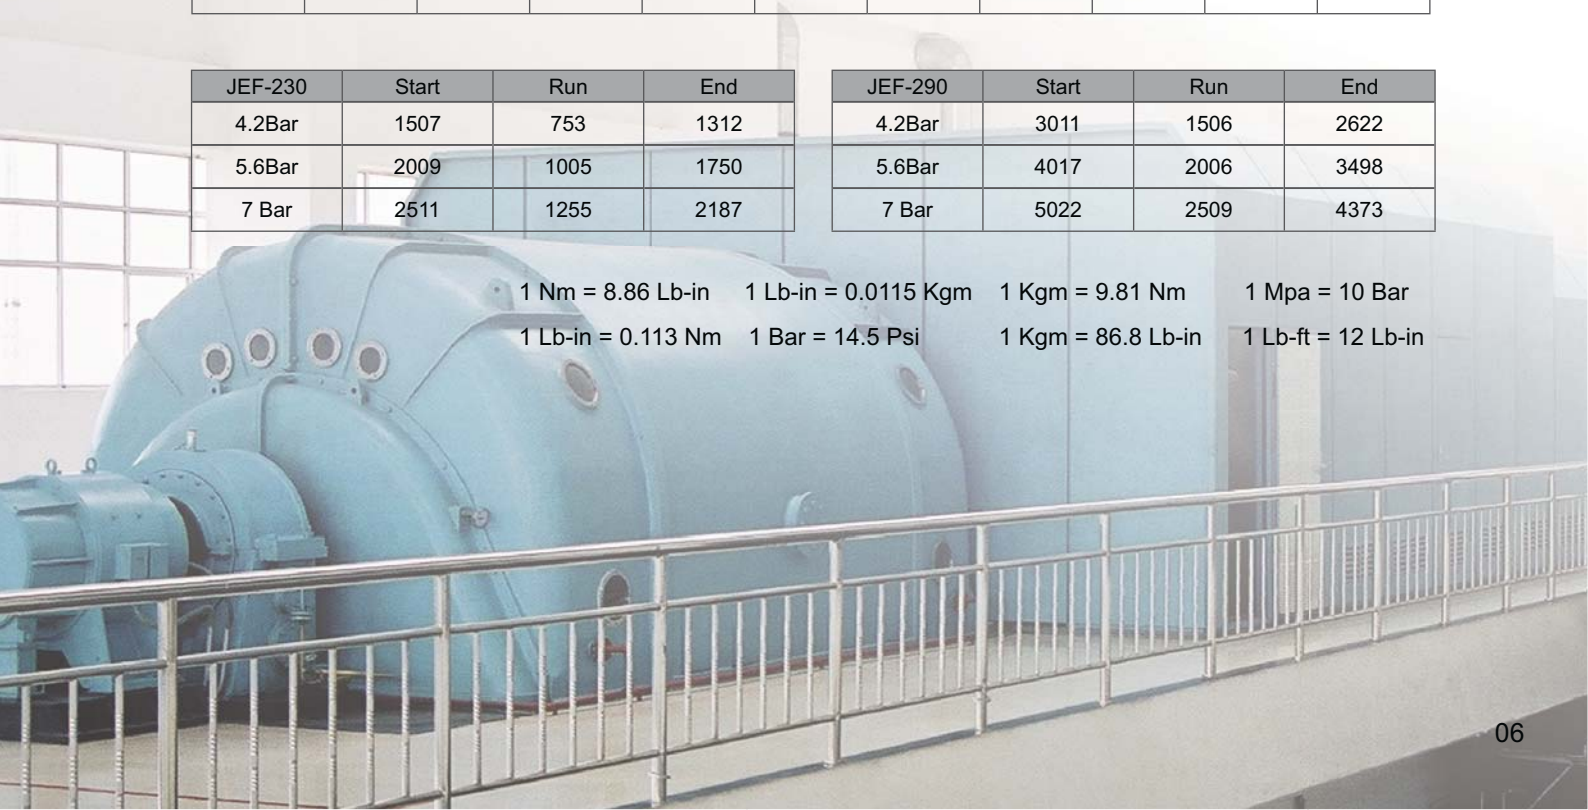 JEF-230 Start Run End
4.2Bar 1507 753 1312
5.6Bar 2009 1005 1750
7 Bar 2511 1255 2187
JEF-290 Start Run End
4.2Bar 3011 1506 2622
5.6Bar 4017 2006 3498
7 Bar 5022 2509 4373
1 Nm = 8.86 Lb-in 1 Lb-in = 0.0115 Kgm 1 Kgm = 9.81 Nm 1 Mpa = 10 Bar
1 Lb-in = 0.113 Nm 1 Bar = 14.5 Psi 1 Kgm = 86.8 Lb-in 1 Lb-ft = 12 Lb-in
06